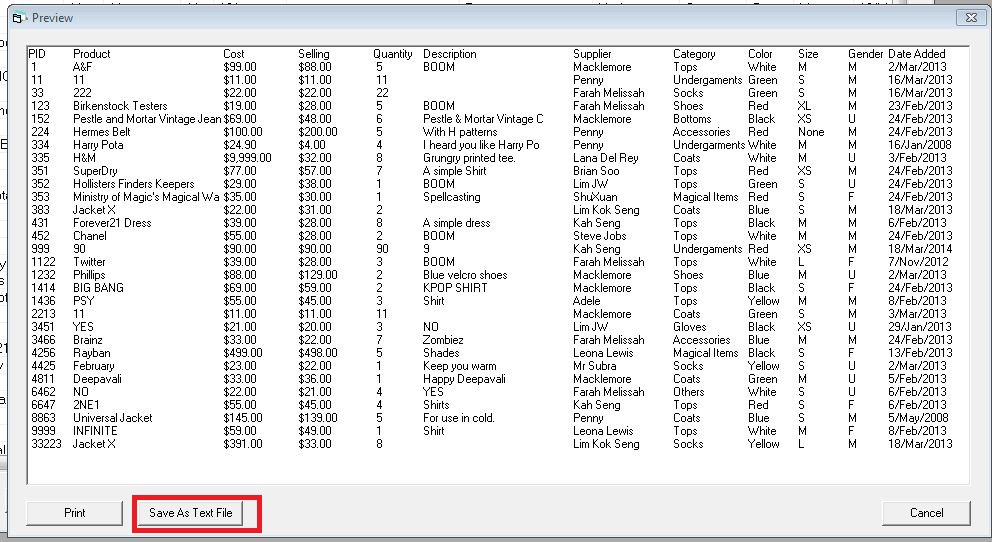 Preview
PID Product Cost Selling Quantity Description Supplier Category Color Size Gender Date Added
1 A&F $99.00 $88.00 5 BOOM Macklemore Tops White M M 2/Mar/2013
11 11 $11.00 $11.00 11 Penny Undergaments Green S M 16/Mar/2013
33 222 $22.00 $22.00 22 Farah Melissah Socks Green S M 16/Mar/2013
123 Birkenstock Testers $19.00 $28.00 5 BOOM Farah Melissah Shoes Red XL M 23/Feb/2013
152 Pestle and Mortar Vintage Jean $69.00 $48.00 6 Pestle & Mortar Vintage C Macklemore Bottoms Black XS U 24/Feb/2013
224 Hermes Belt $100.00 $200.00 5 With H patterns Penny Accessories Red None M 24/Feb/2013
334 Harry Pota $24.90 $4.00 4 I heard you like Harry Po Penny Undergarments White M M 16/Jan/2008
335 H&M $9,999.00 $32.00 8 Grungry printed tee. Lana Del Rey Coats White M U 3/Feb/2013
351 SuperDry $77.00 $57.00 7 A simple Shirt Brian Soo Tops Red XS M 24/Feb/2013
352 Hollisters Finders Keepers $29.00 $38.00 1 BOOM Lim JW Tops Green S U 24/Feb/2013
353 Ministry of Magic's Magical Wa $35.00 $30.00 1 Spellcasting ShuXuan Magical Items Red S F 24/Feb/2013
383 Jacket X $22.00 $31.00 2 Lim Kok Seng Coats Blue S M 18/Mar/2013
431 Forever21 Dress $39.00 $28.00 8 A simple dress Kah Seng Tops Black M M 6/Feb/2013
452 Chanel $55.00 $28.00 2 BOOM Steve Jobs Tops White M M 24/Feb/2013
999 90 $90.00 $90.00 90 9 Kah Seng Undergaments Red XS M 18/Mar/2014
1122 Twitter $39.00 $28.00 3 BOOM Farah Melissah Tops White L F 7/Nov/2012
1232 Phillips $88.00 $129.00 2 Blue velcro shoes Macklemore Shoes Blue M U 2/Mar/2013
1414 BIG BANG $69.00 $59.00 2 KPOP SHIRT Macklemore Tops Black S F 24/Feb/2013
1436 PSY $55.00 $45.00 3 Shirt Adele Tops Yellow M M 8/Feb/2013
2213 11 $11.00 $11.00 11 Macklemore Coats Green S M 3/Mar/2013
3451 YES $21.00 $20.00 3 NO Lim JW Gloves Black XS U 29/Jan/2013
3466 Brainz $33.00 $22.00 7 Zombiez Farah Melissah Accessories Blue M M 18/Feb/2013
4256 Rayban $499.00 $498.00 5 Shades Leona Lewis Magical Items Black S F 13/Feb/2013
4425 February $23.00 $22.00 1 Keep you warm Mr Subra Socks Yellow S U 2/Feb/2013
4811 Deepavali $33.00 $36.00 1 Happy Deepavali Macklemore Coats Green M U 5/Feb/2013
6462 NO $22.00 $21.00 4 YES Farah Melissah Others White S U 6/Feb/2013
6647 2NE1 $55.00 $45.00 4 Shirts Kah Seng Tops Red S F 6/Feb/2013
8863 Universal Jacket $145.00 $139.00 5 For use in cold. Penny Coats Blue S M 5/May/2008
9999 INFINITE $59.00 $49.00 1 Shirt Leona Lewis Tops White M F 8/Feb/2013
33223 Jacket X $391.00 $33.00 8 Lim Kok Seng Socks Yellow L M 18/Mar/2013
Print Save As Text File Cancel